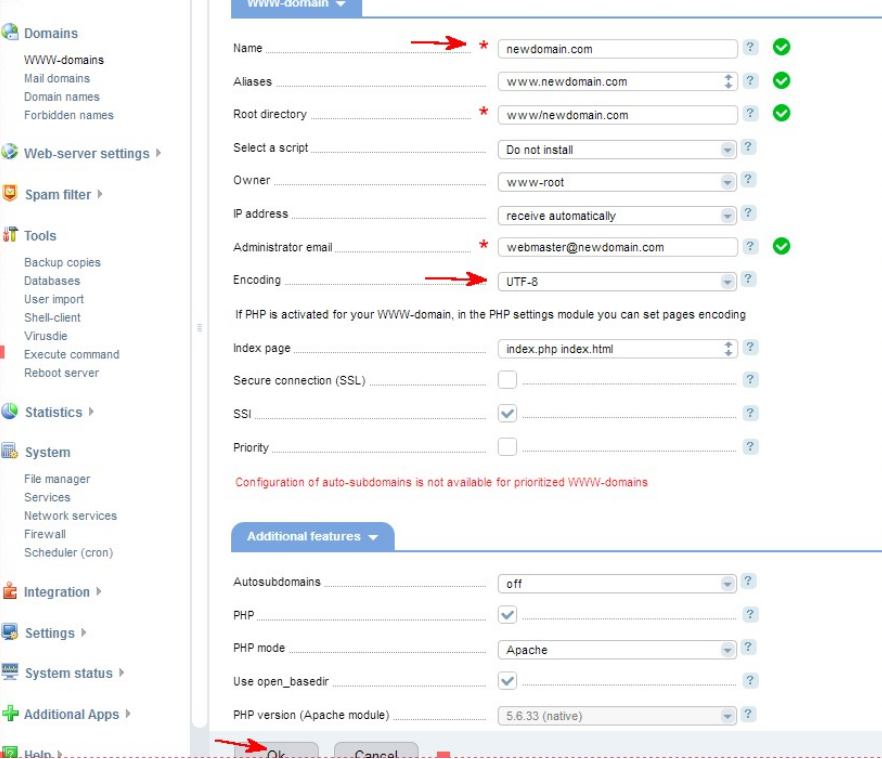 WWW-domain
Domains
WWW-domains
Mail domains
Domain names
Forbidden names
Web-server settings
Spam filter
Tools
Backup copies
Databases
User import
Shell-client
Virusdie
Execute command
Reboot server
Statistics
System
File manager
Services
Network services
Firewall
Scheduler (cron)
Integration
Settings
System status
Additional Apps
Help
Name * newdomain.com ?
Aliases www.newdomain.com ?
Root directory * www/newdomain.com ?
Select a script Do not install ?
Owner www-root ?
IP address receive automatically ?
Administrator email * webmaster@newdomain.com ?
Encoding UTF-8 ?
If PHP is activated for your WWW-domain, in the PHP settings module you can set pages encoding
Index page index.php index.html ?
Secure connection (SSL) ?
SSI ?
Priority ?
Configuration of auto-subdomains is not available for prioritized WWW-domains
Additional features
Autosubdomains off ?
PHP ?
PHP mode Apache ?
Use open_basedir ?
PHP version (Apache module) 5.6.33 (native) ?
Ok Cancel